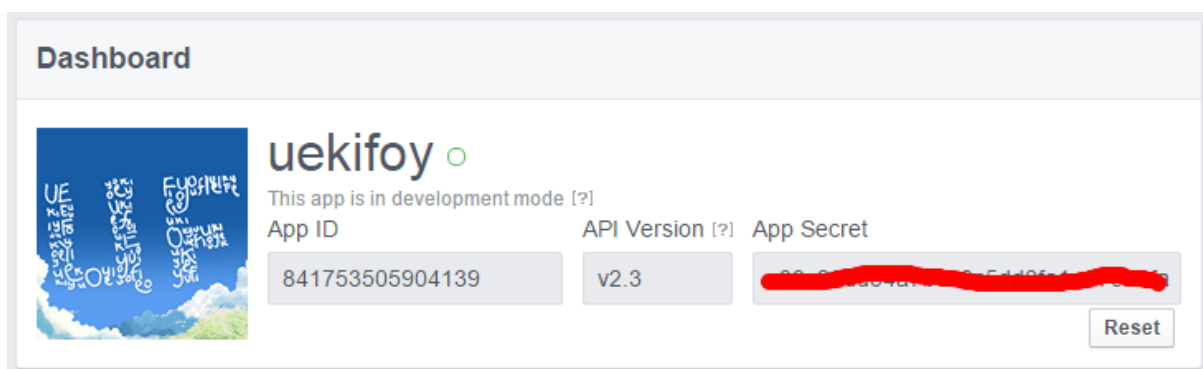 Dashboard
uekifoy
This app is in development mode [?]
App ID
API Version [?]
App Secret
841753505904139
v2.3
Reset